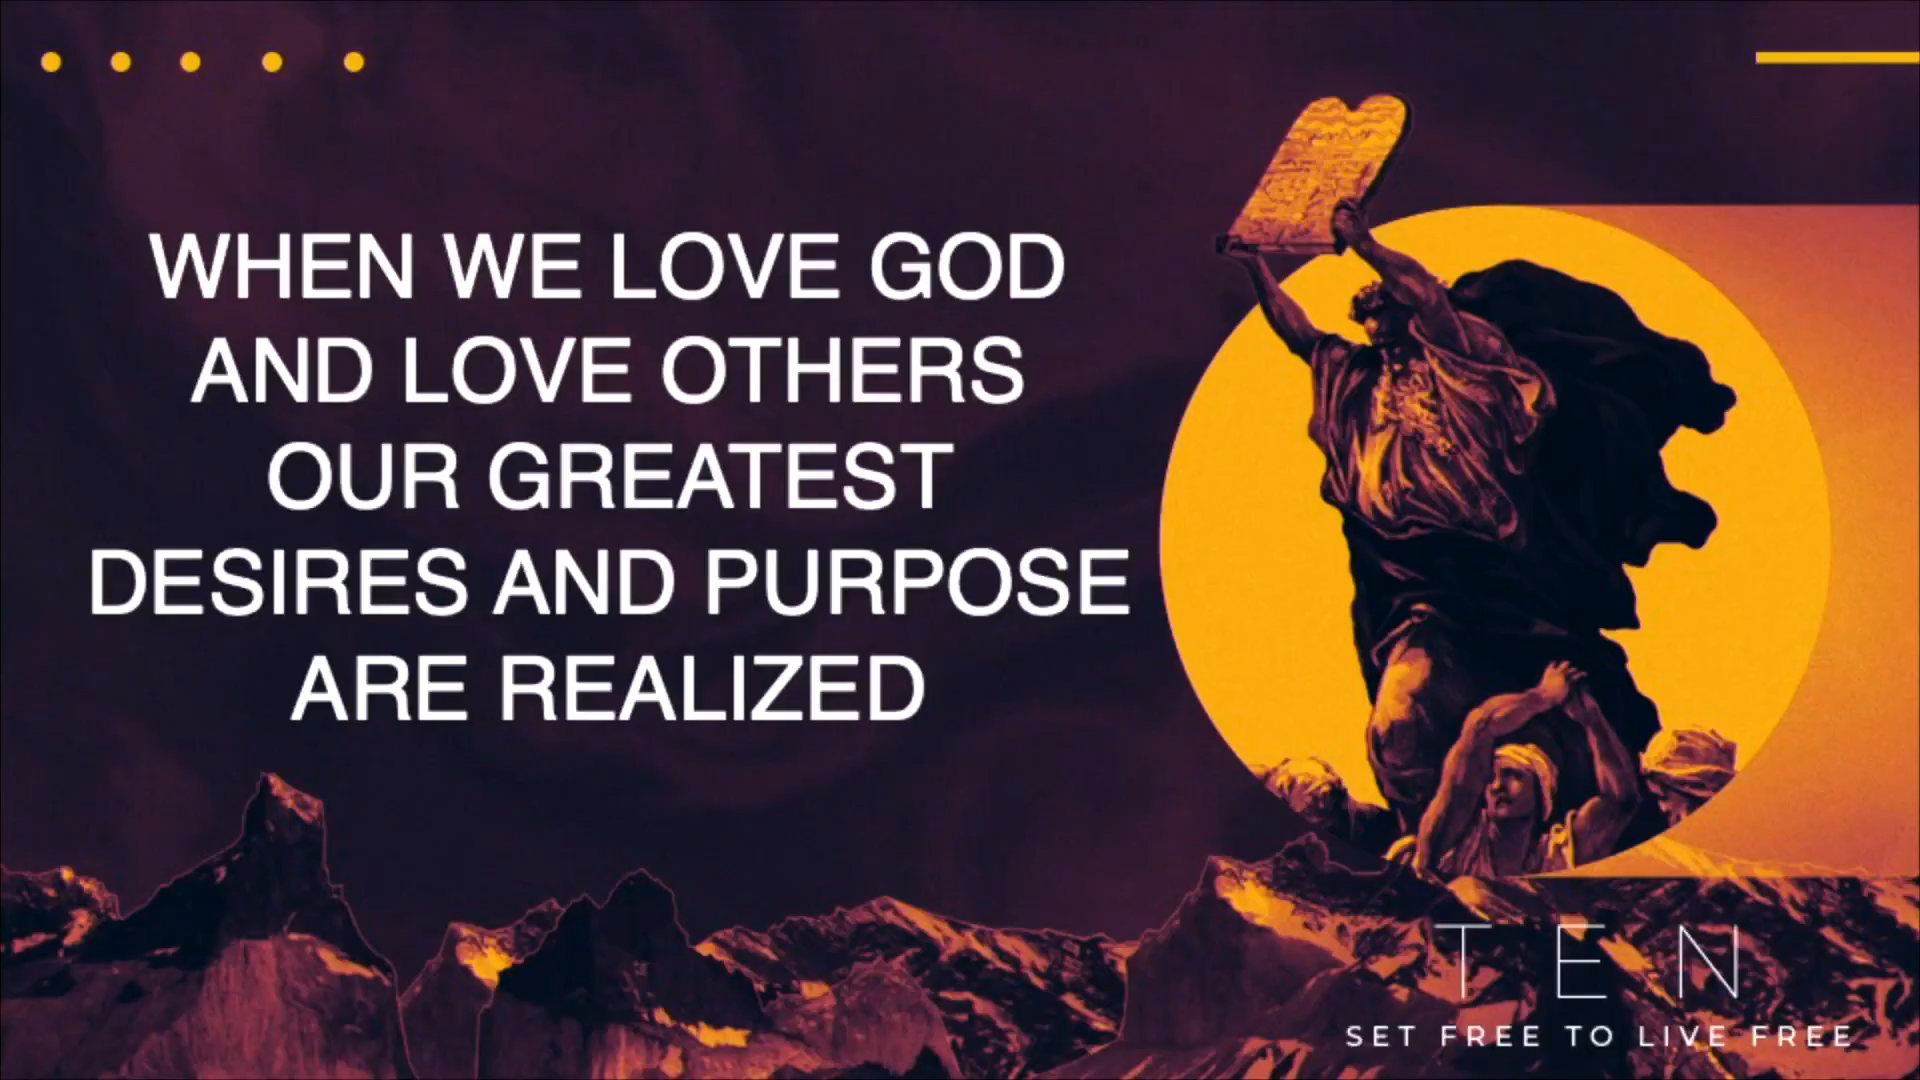 WHEN WE LOVE GOD
AND LOVE OTHERS
OUR GREATEST
DESIRES AND PURPOSE
ARE REALIZED
TEN
SET FREE TO LIVE FREE